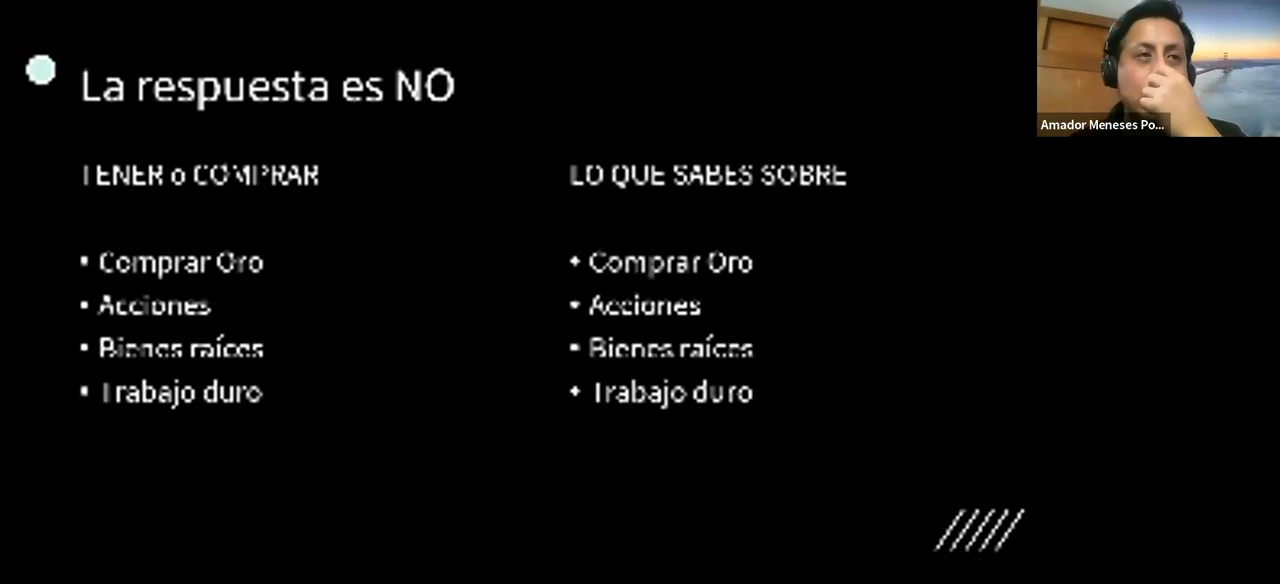 La respuesta es NO
TENER o COMPRAR
• Comprar Oro
• Acciones
• Bienes raíces
• Trabajo duro
LO QUE SABES SOBRE
• Comprar Oro
• Acciones
• Bienes raíces
• Trabajo duro
Amador Meneses Po...